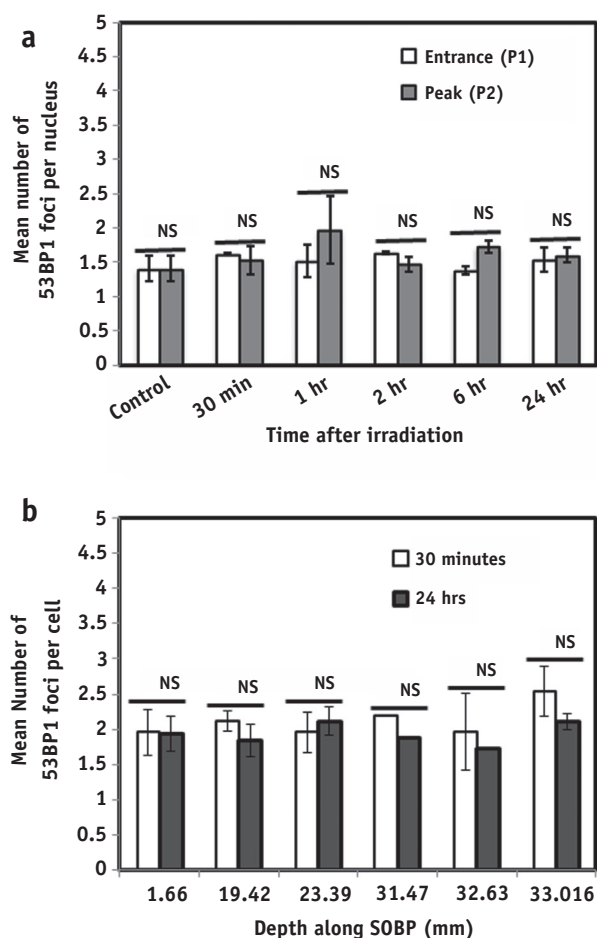 a
Mean number of
53BP1 foci per nucleus
5
4.5
4
3.5
3
2.5
2
1.5
1
0.5
0
Entrance (P1)
Peak (P2)
NS
NS
NS
NS
NS
NS
Control
30 min
1 hr
2 hr
6 hr
24 hr
Time after irradiation
b
Mean Number of
53BP1 foci per cell
5
4.5
4
3.5
3
2.5
2
1.5
1
0.5
0
30 minutes
24 hrs
NS
NS
NS
NS
NS
NS
1.66
19.42
23.39
31.47
32.63
33.016
Depth along SOBP (mm)